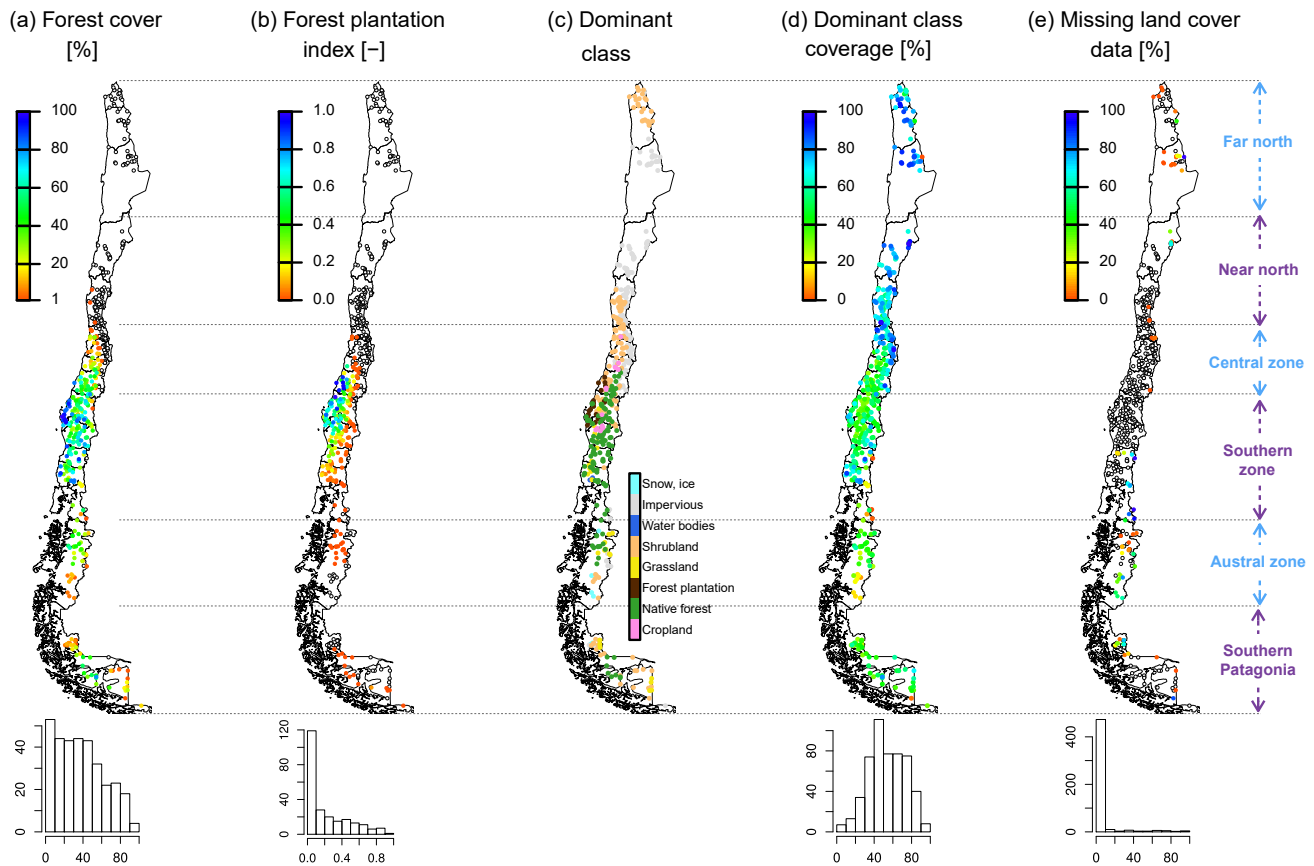 (a) Forest cover
[%]
(b) Forest plantation
index [−]
(c) Dominant
class
(d) Dominant class
coverage [%]
(e) Missing land cover
data [%]
100
80
60
40
20
1
1.0
0.8
0.6
0.4
0.2
0.0
100
80
60
40
20
0
100
80
60
40
20
0
Far north
Near north
Central zone
Southern
zone
Austral zone
Southern
Patagonia
Snow, ice
Impervious
Water bodies
Shrubland
Grassland
Forest plantation
Native forest
Cropland
0
20
40
0
40
80
0
40
80
120
0.0
0.4
0.8
0
40
80
0
40
80
0
200
400
0
40
80